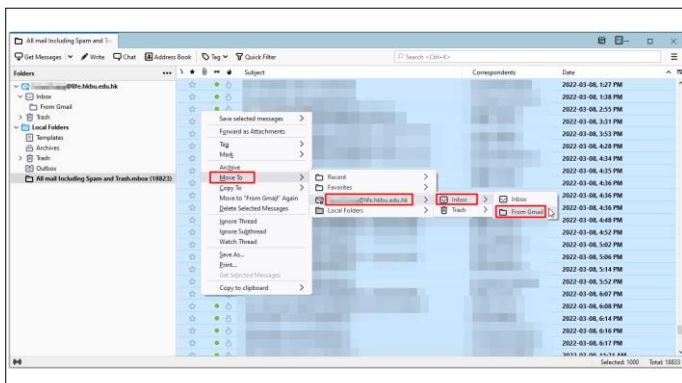 All mail Including Spam and Tr
Get Messages Write Chat Address Book Tag Quick Filter Search <Ctrl+K>
Folders Subject Correspondents Date
@life.hkbu.edu.hk
Inbox
From Gmail
Trash
Local Folders
Templates
Archives
Trash
Outbox
All mail Including Spam and Trash.mbox (18823)
Save selected messages
Forward as Attachments
Tag
Mark
Archive
Move To
Copy To
Move to "From Gmail" Again
Delete Selected Messages
Ignore Thread
Ignore Subthread
Watch Thread
Save As...
Print...
Get Selected Messages
Copy to clipboard
Recent
Favorites
@life.hkbu.edu.hk
Local Folders
Inbox
Trash
Inbox
From Gmail
2022-03-08, 1:27 PM
2022-03-08, 1:38 PM
2022-03-08, 2:55 PM
2022-03-08, 3:31 PM
2022-03-08, 3:53 PM
2022-03-08, 4:28 PM
2022-03-08, 4:34 PM
2022-03-08, 4:35 PM
2022-03-08, 4:36 PM
2022-03-08, 4:36 PM
2022-03-08, 4:36 PM
2022-03-08, 4:48 PM
2022-03-08, 4:52 PM
2022-03-08, 5:02 PM
2022-03-08, 5:06 PM
2022-03-08, 5:14 PM
2022-03-08, 5:52 PM
2022-03-08, 6:07 PM
2022-03-08, 6:08 PM
2022-03-08, 6:14 PM
2022-03-08, 6:16 PM
2022-03-08, 6:17 PM
Selected: 1000 Total: 18833